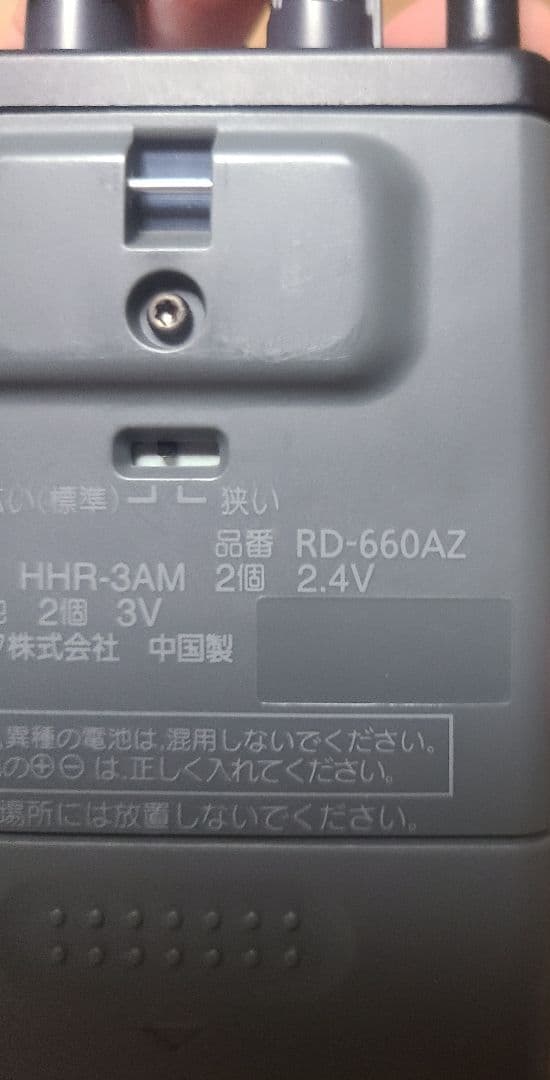 い(標準) 狭い
品番 RD-660AZ
HHR-3AM 2個 2.4V
2個 3V
株式会社 中国製
異種の電池は、混用しないでください。
の⊕⊖は、正しく入れてください。
場所には放置しないでください。